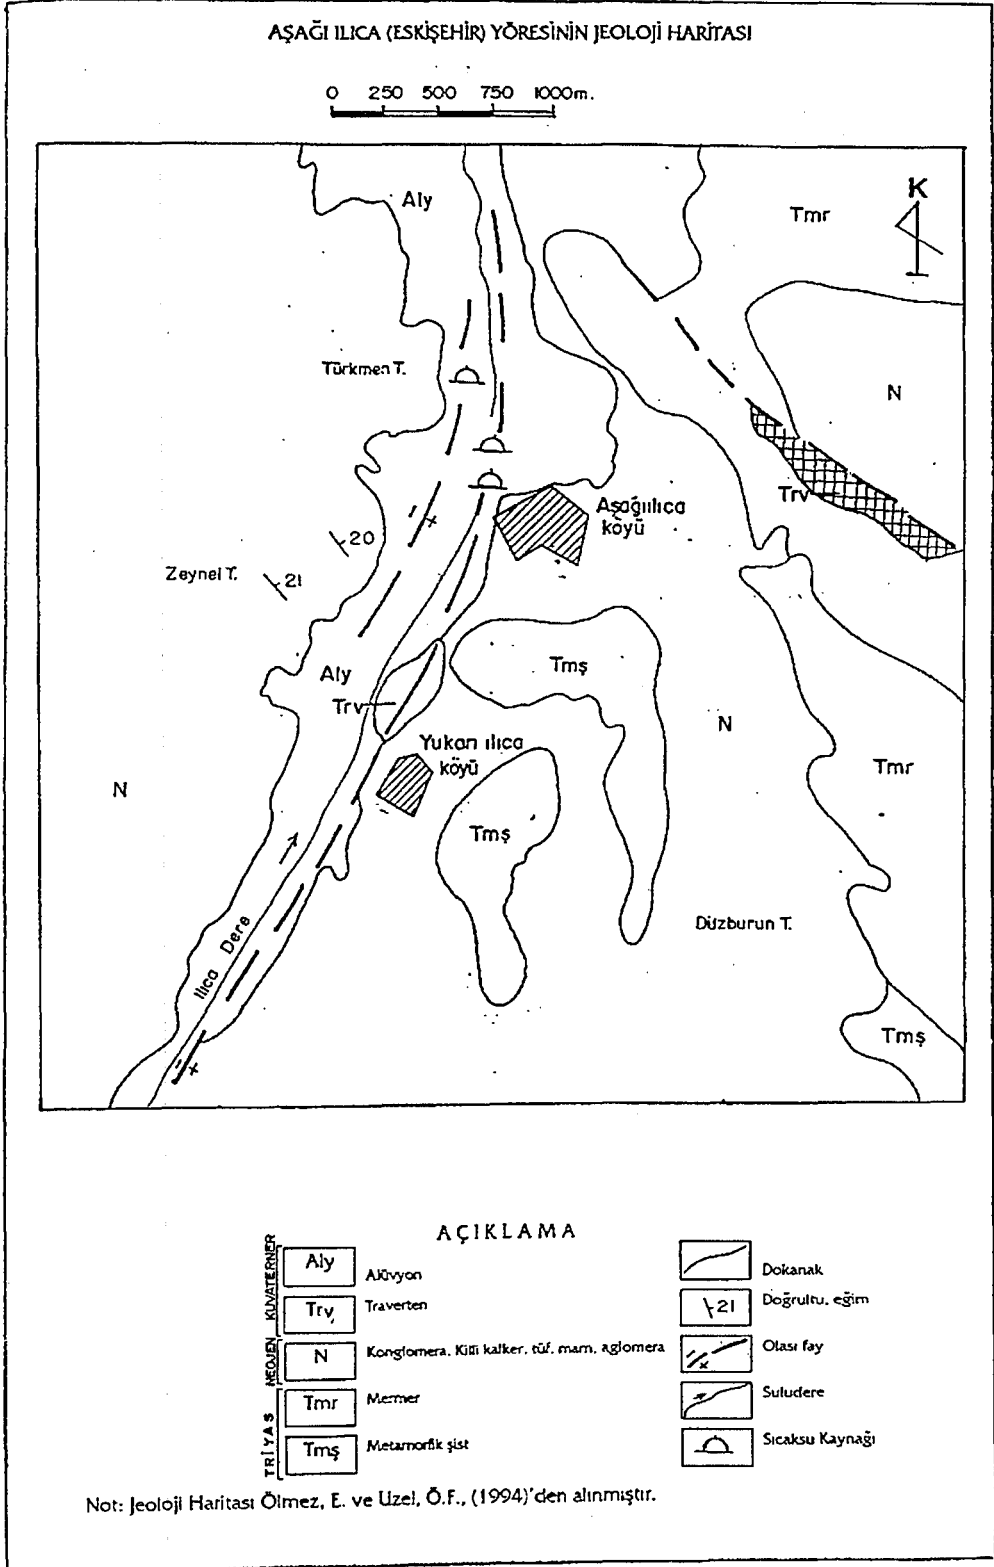 AŞAĞI ILICA (ESKİŞEHİR) YÖRESİNİN JEOLOJİ HARİTASI
0 250 500 750 1000m.
Aly
K
Tmr
Türkmen T.
N
Trv
Aşağıılıca
köyü
20
Zeynel T.
21
Aly
Tmş
Trv
N
Yukarı ılıca
köyü
Tmr
N
Tmş
Düzburun T.
Ilıca Dere
Tmş
AÇIKLAMA
KUVATERNER
Aly Alüvyon
Trv Traverten
NEOJEN
N Konglomera, Killi kalker, tüf, marn, aglomera
TRİYAS
Tmr Mermer
Tmş Metamorfik şist
Dokanak
21 Doğrultu, eğim
Olası fay
Suludere
Sıcaksu Kaynağı
Not: Jeoloji Haritası Ölmez, E. ve Uzel, Ö.F., (1994)'den alınmıştır.